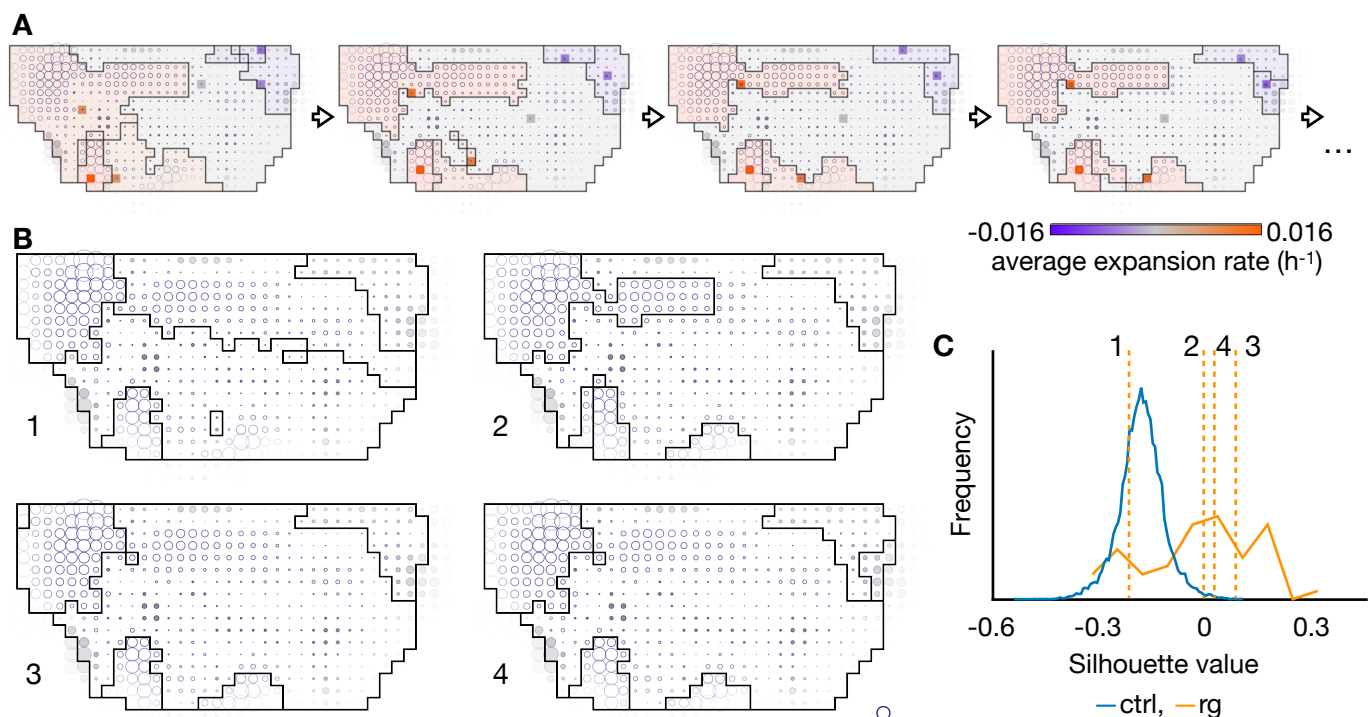 A
...
-0.016 0.016
average expansion rate (h⁻¹)
B
1
2
3
4
C
1 2 4 3
Frequency
-0.6 -0.3 0 0.3
Silhouette value
ctrl, rg